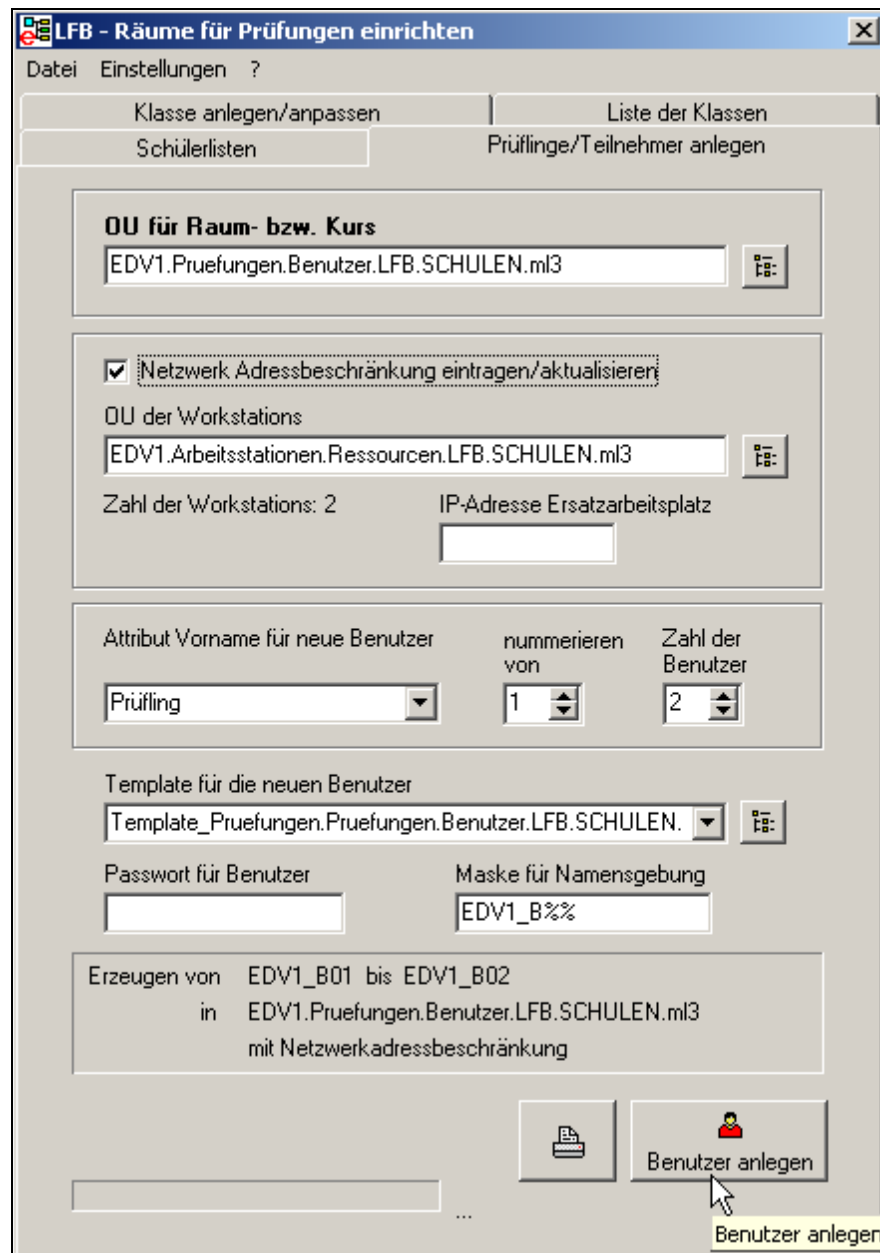 LFB - Räume für Prüfungen einrichten
Datei Einstellungen ?
Klasse anlegen/anpassen Liste der Klassen
Schülerlisten Prüflinge/Teilnehmer anlegen
OU für Raum- bzw. Kurs
EDV1.Pruefungen.Benutzer.LFB.SCHULEN.ml3
Netzwerk Adressbeschränkung eintragen/aktualisieren
OU der Workstations
EDV1.Arbeitsstationen.Ressourcen.LFB.SCHULEN.ml3
Zahl der Workstations: 2 IP-Adresse Ersatzarbeitsplatz
Attribut Vorname für neue Benutzer nummerieren von Zahl der Benutzer
Prüfling 1 2
Template für die neuen Benutzer
Template_Pruefungen.Pruefungen.Benutzer.LFB.SCHULEN.
Passwort für Benutzer Maske für Namensgebung
EDV1_B%%
Erzeugen von EDV1_B01 bis EDV1_B02
in EDV1.Pruefungen.Benutzer.LFB.SCHULEN.ml3
mit Netzwerkadressbeschränkung
Benutzer anlegen
...
Benutzer anlegen